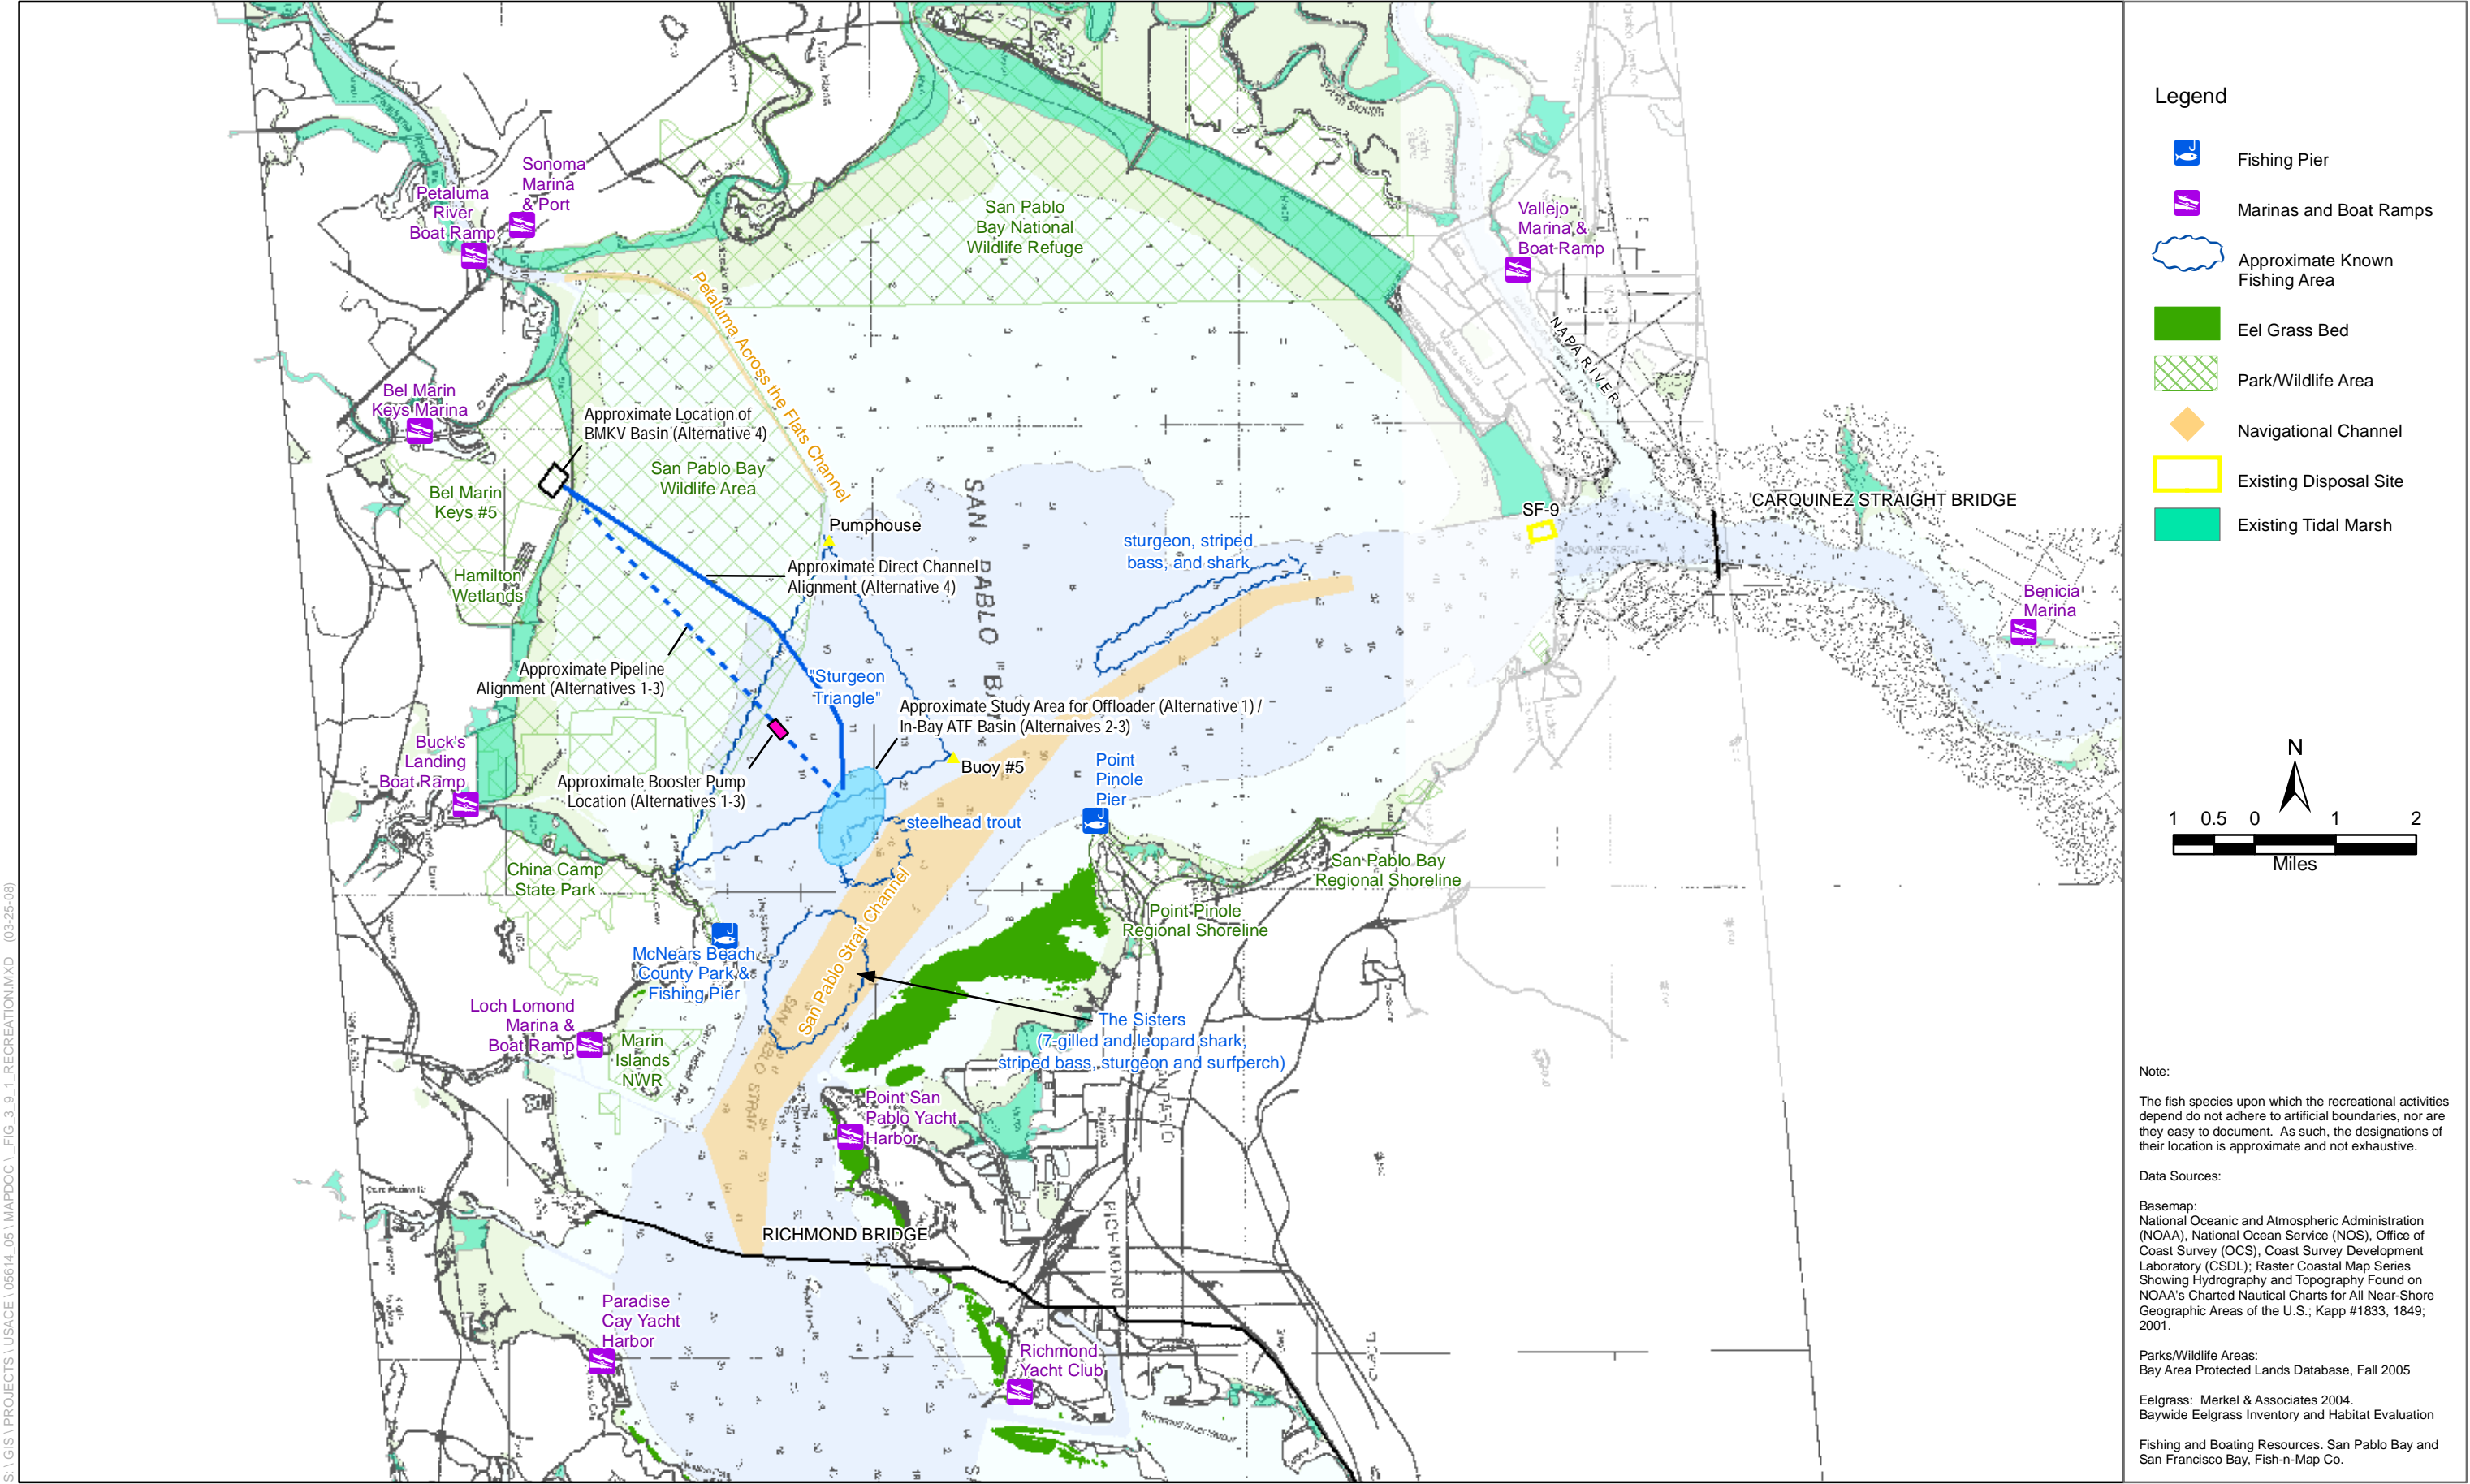 Sonoma
Marina
& Port
Petaluma
River
Boat Ramp
San Pablo
Bay National
Wildlife Refuge
Vallejo
Marina &
Boat Ramp
NAPA RIVER
Petaluma Across the Flats Channel
Bel Marin
Keys Marina
Approximate Location of
BMKV Basin (Alternative 4)
San Pablo Bay
Wildlife Area
Bel Marin
Keys #5
Pumphouse
SAN PABLO BAY
SF-9
CARQUINEZ STRAIGHT BRIDGE
sturgeon, striped
bass, and shark
Hamilton
Wetlands
Approximate Direct Channel
Alignment (Alternative 4)
Benicia
Marina
Approximate Pipeline
Alignment (Alternatives 1-3)
"Sturgeon
Triangle"
Approximate Study Area for Offloader (Alternative 1) /
In-Bay ATF Basin (Alternaives 2-3)
Buck's
Landing
Boat Ramp
Buoy #5
Point
Pinole
Pier
Approximate Booster Pump
Location (Alternatives 1-3)
steelhead trout
China Camp
State Park
San Pablo Bay
Regional Shoreline
Point Pinole
Regional Shoreline
San Pablo Strait Channel
McNears Beach
County Park &
Fishing Pier
Loch Lomond
Marina &
Boat Ramp
Marin
Islands
NWR
The Sisters
(7-gilled and leopard shark,
striped bass, sturgeon and surfperch)
Point San
Pablo Yacht
Harbor
RICHMOND BRIDGE
RICHMOND
Paradise
Cay Yacht
Harbor
Richmond
Yacht Club
Legend
Fishing Pier
Marinas and Boat Ramps
Approximate Known
Fishing Area
Eel Grass Bed
Park/Wildlife Area
Navigational Channel
Existing Disposal Site
Existing Tidal Marsh
N
1 0.5 0 1 2
Miles
Note:
The fish species upon which the recreational activities
depend do not adhere to artificial boundaries, nor are
they easy to document. As such, the designations of
their location is approximate and not exhaustive.
Data Sources:
Basemap:
National Oceanic and Atmospheric Administration
(NOAA), National Ocean Service (NOS), Office of
Coast Survey (OCS), Coast Survey Development
Laboratory (CSDL); Raster Coastal Map Series
Showing Hydrography and Topography Found on
NOAA's Charted Nautical Charts for All Near-Shore
Geographic Areas of the U.S.; Kapp #1833, 1849;
2001.
Parks/Wildlife Areas:
Bay Area Protected Lands Database, Fall 2005
Eelgrass: Merkel & Associates 2004.
Baywide Eelgrass Inventory and Habitat Evaluation
Fishing and Boating Resources. San Pablo Bay and
San Francisco Bay, Fish-n-Map Co.
S: \ GIS \ PROJECTS \ USACE \ 05614_05 \ MAPDOC \ _FIG_3_9_1_RECREATION.MXD (03-25-08)